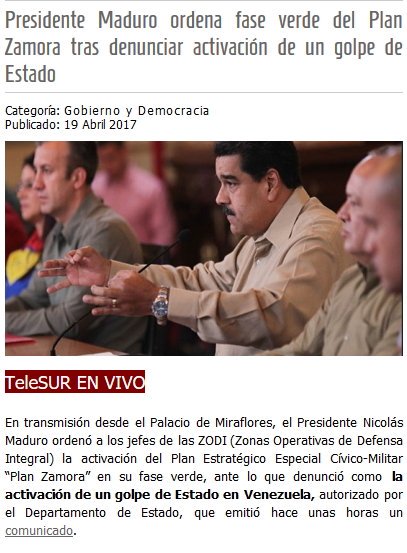 Presidente Maduro ordena fase verde del Plan
Zamora tras denunciar activación de un golpe de
Estado
Categoría: Gobierno y Democracia
Publicado: 19 Abril 2017
TeleSUR EN VIVO
En transmisión desde el Palacio de Miraflores, el Presidente Nicolás
Maduro ordenó a los jefes de las ZODI (Zonas Operativas de Defensa
Integral) la activación del Plan Estratégico Especial Cívico-Militar
“Plan Zamora” en su fase verde, ante lo que denunció como la
activación de un golpe de Estado en Venezuela, autorizado por
el Departamento de Estado, que emitió hace unas horas un
comunicado.